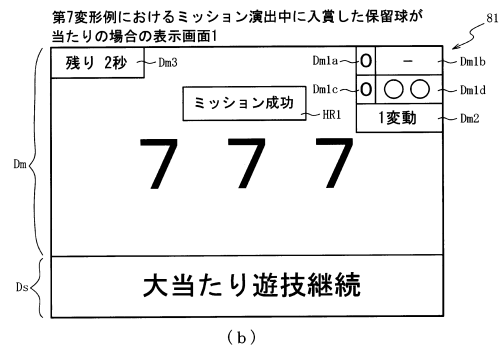 第7変形例におけるミッション演出中に入賞した保留球が
当たりの場合の表示画面1
81
残り 2秒
Dm3
Dm1a
0
－
Dm1b
Dm1c
0
○○
Dm1d
ミッション成功
HR1
1変動
Dm2
7 7 7
Dm
Ds
大当たり遊技継続
(b)